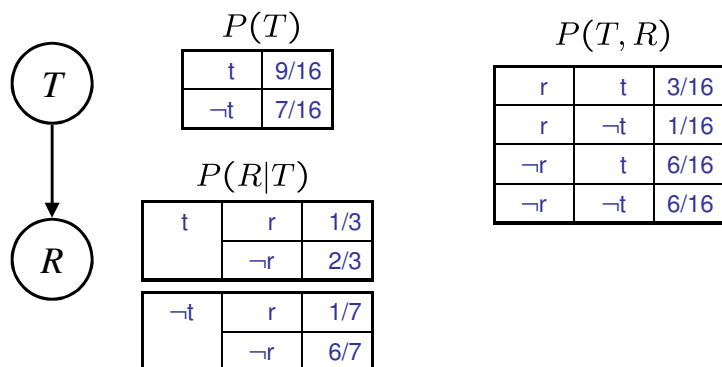 T
R
P(T)
t 9/16
¬t 7/16
P(R|T)
t r 1/3
¬r 2/3
¬t r 1/7
¬r 6/7
P(T, R)
r t 3/16
r ¬t 1/16
¬r t 6/16
¬r ¬t 6/16